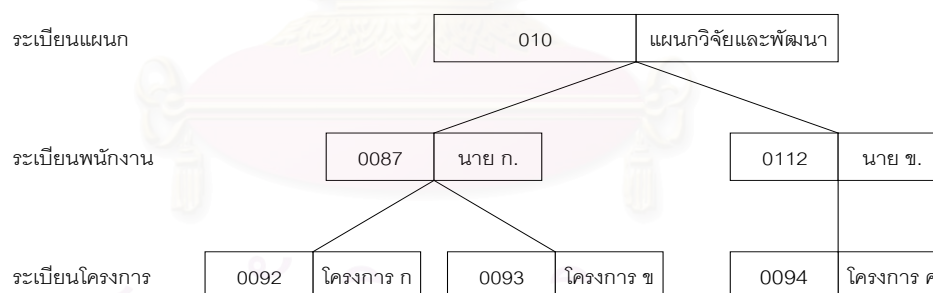 ระเบียนแผนก 010 แผนกวิจัยและพัฒนา
ระเบียนพนักงาน 0087 นาย ก. 0112 นาย ข.
ระเบียนโครงการ 0092 โครงการ ก 0093 โครงการ ข 0094 โครงการ ค